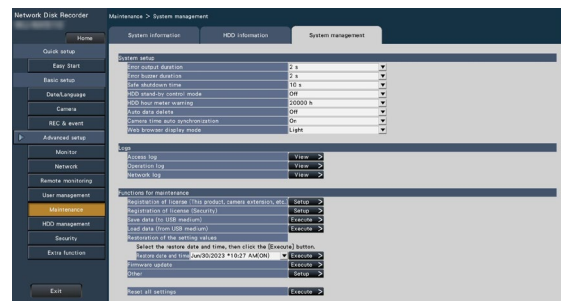 Network Disk Recorder
Maintenance > System management
Home
System information
HDD information
System management
Quick setup
Easy Start
Basic setup
Date/Language
Camera
REC & event
Advanced setup
Monitor
Network
Remote monitoring
User management
Maintenance
HDD management
Security
Extra function
Exit
System setup
Error output duration 2 s
Error buzzer duration 2 s
Safe shutdown time 10 s
HDD stand-by control mode Off
HDD hour meter warning 20000 h
Auto data delete Off
Camera time auto synchronization On
Web browser display mode Light
Logs
Access log View >
Operation log View >
Network log View >
Functions for maintenance
Registration of license (This product, camera extension, etc. Setup >
Registration of license (Security) Setup >
Save data (to USB medium) Execute >
Load data (from USB medium) Execute >
Restoration of the setting values
Select the restore date and time, then click the [Execute] button.
Restore date and time Jun/30/2023 *10:27 AM(ON) Execute >
Firmware update Execute >
Other Setup >
Reset all settings Execute >